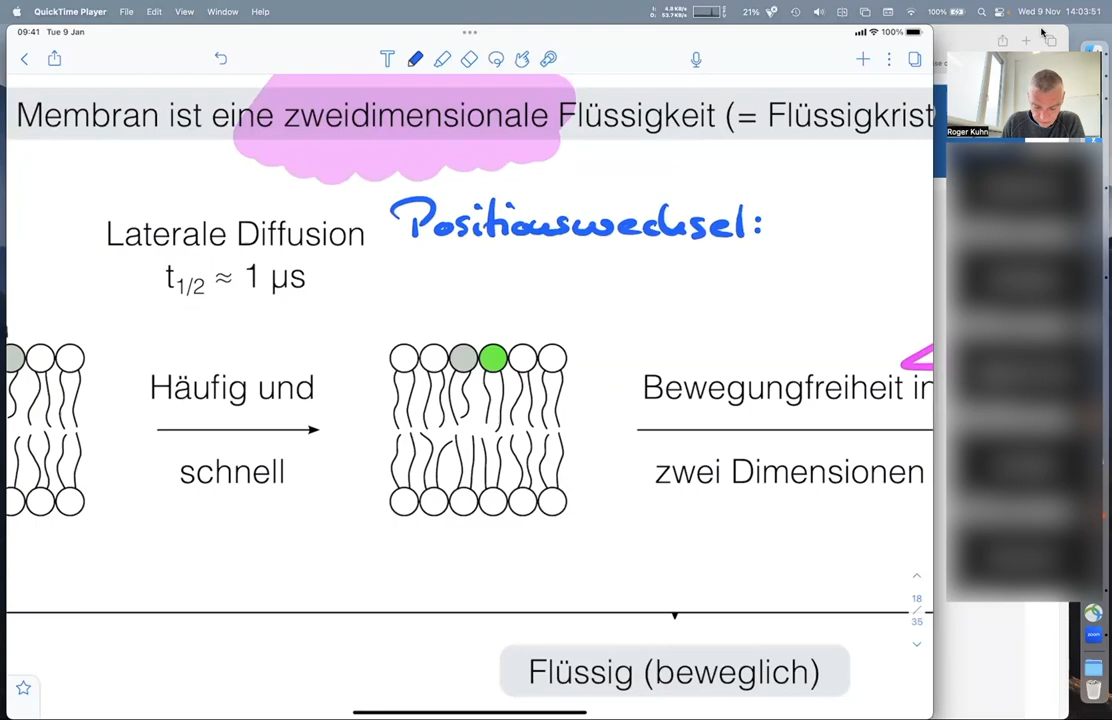 QuickTime Player File Edit View Window Help
21% 100% Wed 9 Nov 14:03:51
09:41 Tue 9 Jan
100%
Membran ist eine zweidimensionale Flüssigkeit (= Flüssigkrist
Roger Kuhn
Positionswechsel:
Laterale Diffusion
t1/2 ≈ 1 µs
Häufig und
schnell
Bewegungfreiheit in
zwei Dimensionen
18
35
Flüssig (beweglich)
zoom